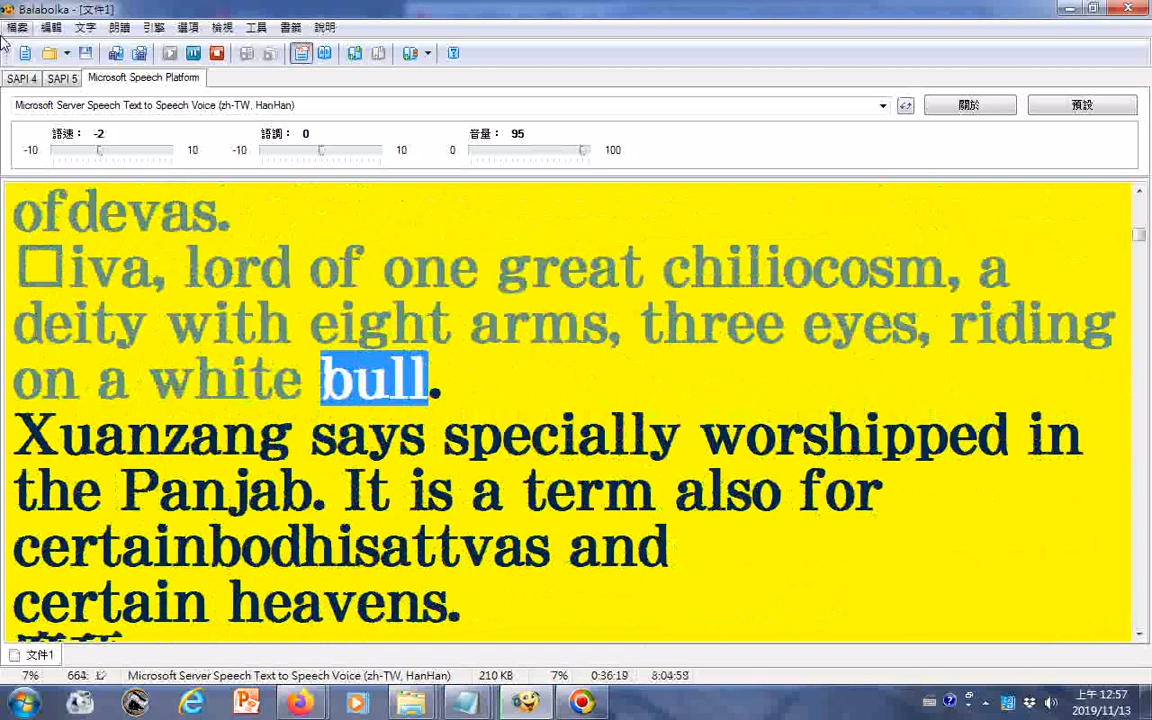 Balabolka - [文件1]
檔案 編輯 文字 朗讀 引擎 選項 檢視 工具 書籤 說明
SAPI 4 SAPI 5 Microsoft Speech Platform
Microsoft Server Speech Text to Speech Voice (zh-TW, HanHan) 關於 預設
語速： -2 語調： 0 音量： 95
-10 10 -10 10 0 100
ofdevas.
□iva, lord of one great chiliocosm, a
deity with eight arms, three eyes, riding
on a white bull.
Xuanzang says specially worshipped in
the Panjab. It is a term also for
certainbodhisattvas and
certain heavens.
文件1
7% 664: Microsoft Server Speech Text to Speech Voice (zh-TW, HanHan) 210 KB 7% 0:36:19 8:04:59
上午 12:57
2019/11/13